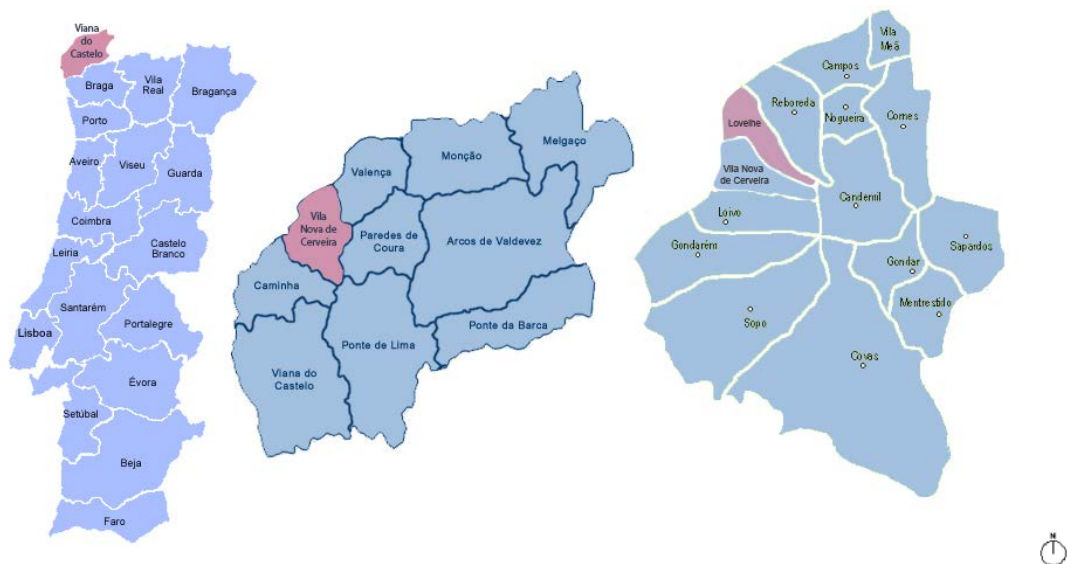 Viana
do
Castelo
Braga
Vila
Real
Bragança
Porto
Aveiro
Viseu
Guarda
Coimbra
Castelo
Branco
Leiria
Santarém
Lisboa
Portalegre
Évora
Setúbal
Beja
Faro
Melgaço
Monção
Valença
Vila
Nova de
Cerveira
Paredes de
Coura
Arcos de Valdevez
Caminha
Ponte da Barca
Ponte de Lima
Viana do
Castelo
Vila
Meã
Campos
Reboreda
Nogueira
Cornes
Lovelhe
Vila Nova
de Cerveira
Candemil
Loivo
Gondarém
Sapardos
Gondar
Mentrestido
Sopo
Covas
N